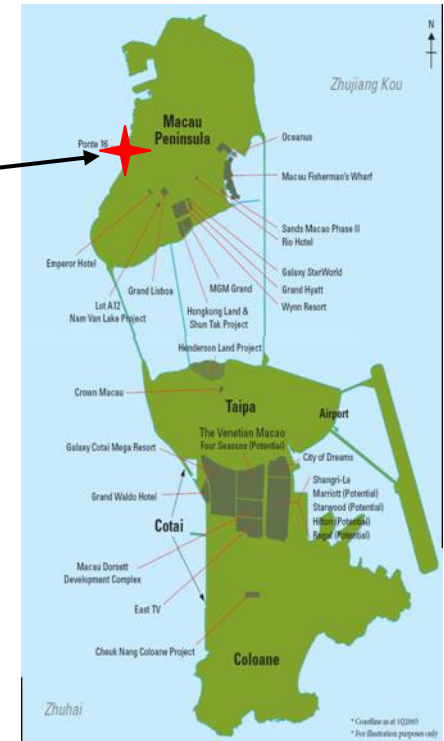 N
Zhujiang Kou
Macau
Peninsula
Ponte 16
Oceanus
Macau Fisherman's Wharf
Sands Macao Phase II
Rio Hotel
Emperor Hotel
Galaxy StarWorld
Grand Lisboa
MGM Grand
Grand Hyatt
Wynn Resort
Lot A12
Nam Van Lake Project
Hongkong Land &
Shun Tak Project
Henderson Land Project
Crown Macau
Taipa
Airport
The Venetian Macao
Four Seasons (Potential)
Galaxy Cotai Mega Resort
City of Dreams
Grand Waldo Hotel
Shangri-La
Marriott (Potential)
Starwood (Potential)
Hilton (Potential)
Regal (Potential)
Cotai
Macau Dorsett
Development Complex
East TV
Cheuk Nang Coloane Project
Coloane
Zhuhai
* Coastline as at 1Q2005
* For illustration purposes only